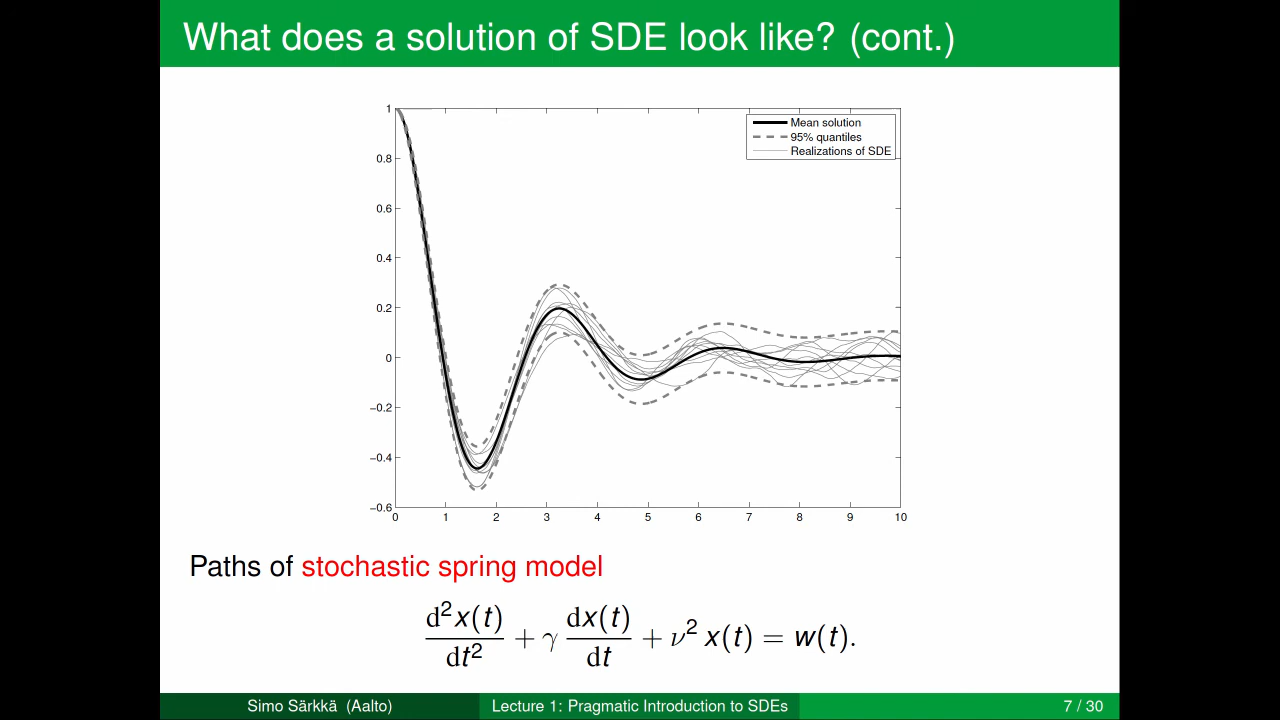 What does a solution of SDE look like? (cont.)
1
0.8
0.6
0.4
0.2
0
−0.2
−0.4
−0.6
0 1 2 3 4 5 6 7 8 9 10
Mean solution
95% quantiles
Realizations of SDE
Paths of stochastic spring model
d²x(t)/dt² + γ dx(t)/dt + ν² x(t) = w(t).
Simo Särkkä (Aalto) Lecture 1: Pragmatic Introduction to SDEs 7 / 30